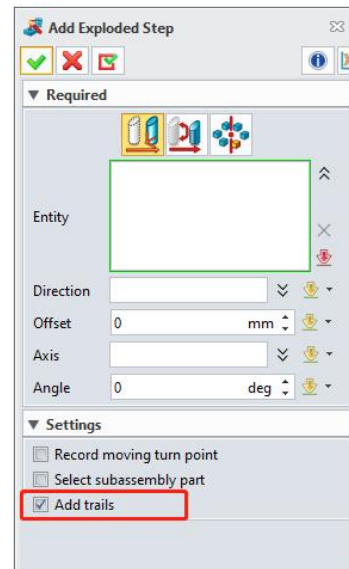 Add Exploded Step
▼ Required
Entity
Direction
Offset 0 mm
Axis
Angle 0 deg
▼ Settings
Record moving turn point
Select subassembly part
Add trails